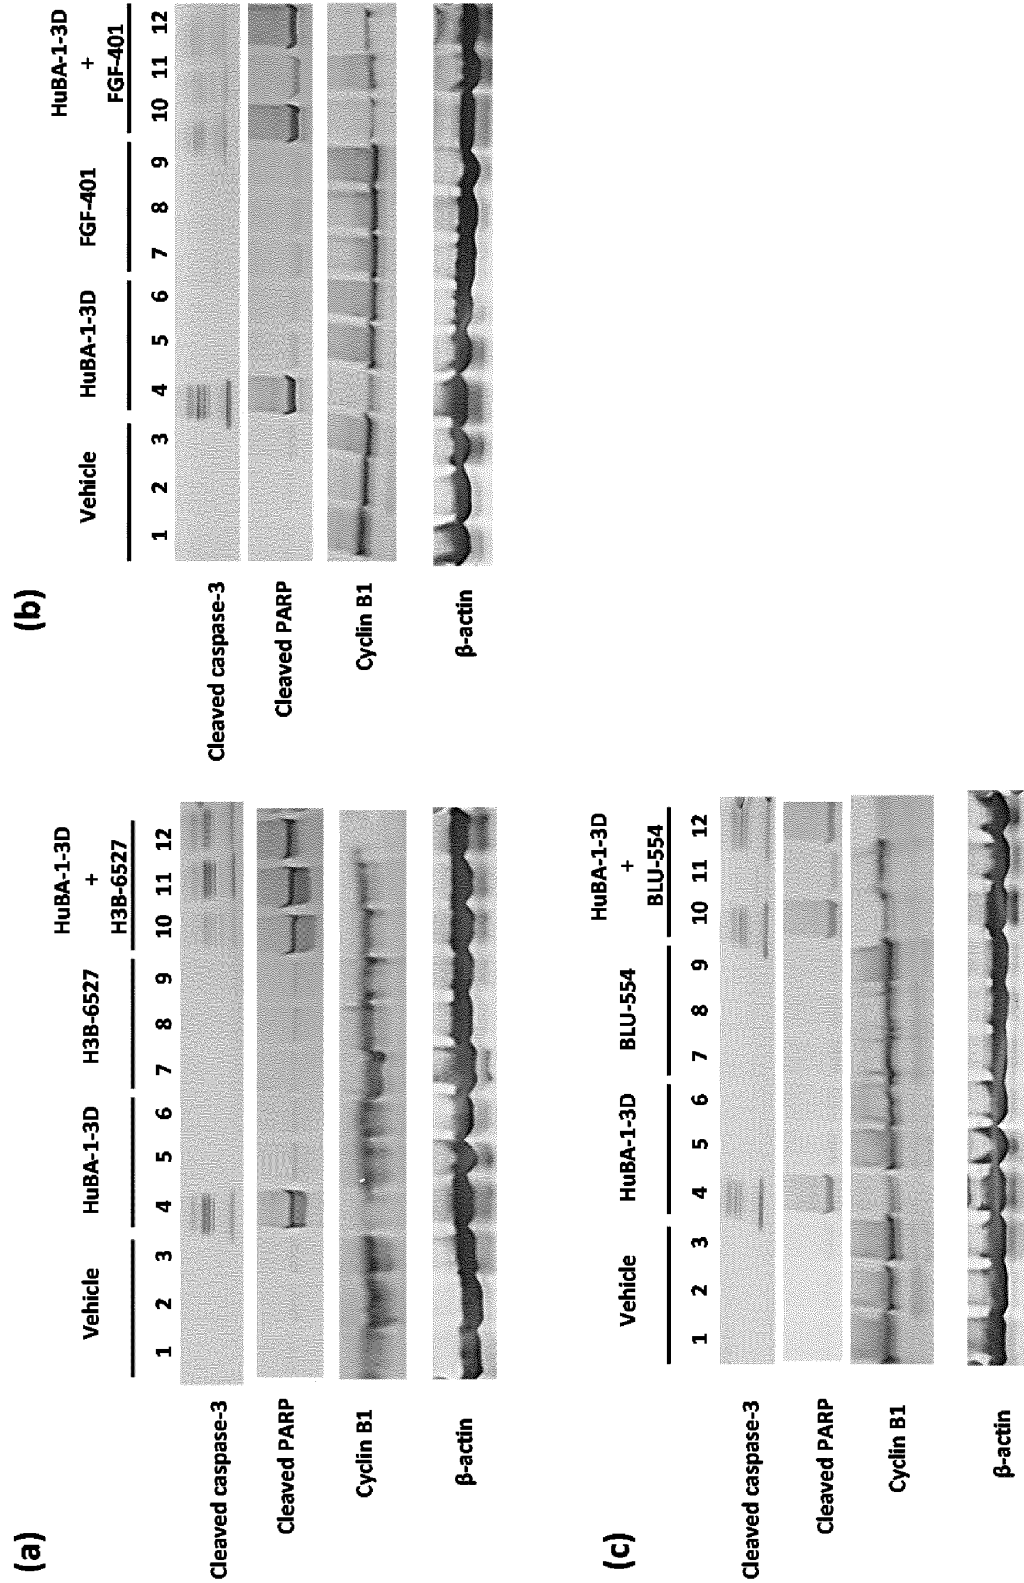 (a)
Vehicle
HuBA-1-3D
H3B-6527
HuBA-1-3D
+
H3B-6527
1 2 3 4 5 6 7 8 9 10 11 12
Cleaved caspase-3
Cleaved PARP
Cyclin B1
β-actin
(b)
Vehicle
HuBA-1-3D
FGF-401
HuBA-1-3D
+
FGF-401
1 2 3 4 5 6 7 8 9 10 11 12
Cleaved caspase-3
Cleaved PARP
Cyclin B1
β-actin
(c)
Vehicle
HuBA-1-3D
BLU-554
HuBA-1-3D
+
BLU-554
1 2 3 4 5 6 7 8 9 10 11 12
Cleaved caspase-3
Cleaved PARP
Cyclin B1
β-actin